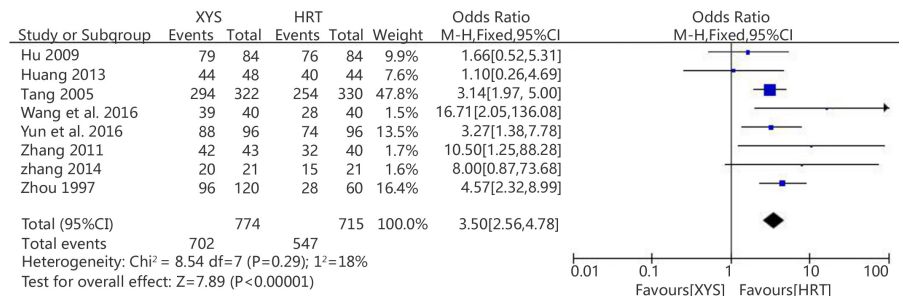 XYS HRT Odds Ratio Odds Ratio
Study or Subgroup Events Total Events Total Weight M-H,Fixed,95%CI M-H,Fixed,95%CI
Hu 2009 79 84 76 84 9.9% 1.66[0.52,5.31]
Huang 2013 44 48 40 44 7.6% 1.10[0.26,4.69]
Tang 2005 294 322 254 330 47.8% 3.14[1.97, 5.00]
Wang et al. 2016 39 40 28 40 1.5% 16.71[2.05,136.08]
Yun et al. 2016 88 96 74 96 13.5% 3.27[1.38,7.78]
Zhang 2011 42 43 32 40 1.7% 10.50[1.25,88.28]
zhang 2014 20 21 15 21 1.6% 8.00[0.87,73.68]
Zhou 1997 96 120 28 60 16.4% 4.57[2.32,8.99]
Total (95%CI) 774 715 100.0% 3.50[2.56,4.78]
Total events 702 547
Heterogeneity: Chi² = 8.54 df=7 (P=0.29); 1²=18%
Test for overall effect: Z=7.89 (P<0.00001)
0.01 0.1 1 10 100
Favours[XYS] Favours[HRT]